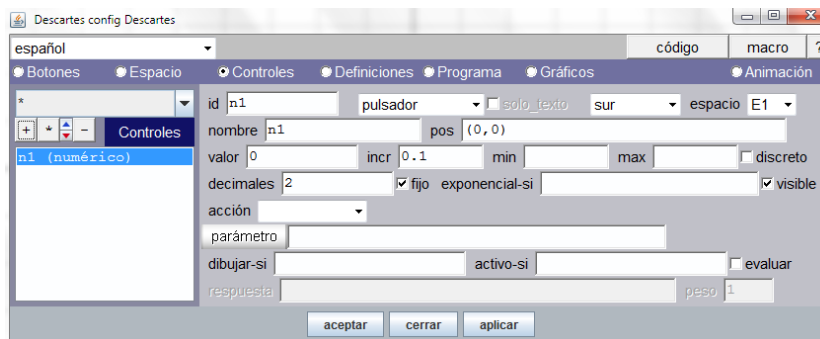 Descartes config Descartes
español código macro ?
Botones Espacio Controles Definiciones Programa Gráficos Animación
* id n1 pulsador solo_texto sur espacio E1
+ * - Controles nombre n1 pos (0,0)
n1 (numérico) valor 0 incr 0.1 min max discreto
decimales 2 fijo exponencial-si visible
acción
parámetro
dibujar-si activo-si evaluar
respuesta peso 1
aceptar cerrar aplicar